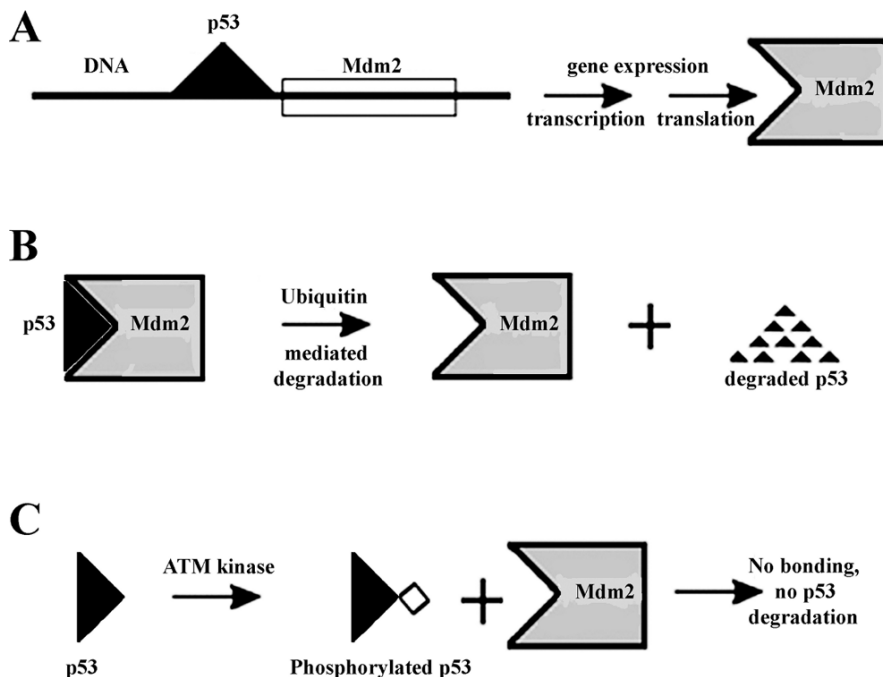 A
p53
DNA
Mdm2
gene expression
transcription
translation
Mdm2
B
p53
Mdm2
Ubiquitin
mediated
degradation
Mdm2
+
degraded p53
C
p53
ATM kinase
Phosphorylated p53
+
Mdm2
No bonding,
no p53
degradation